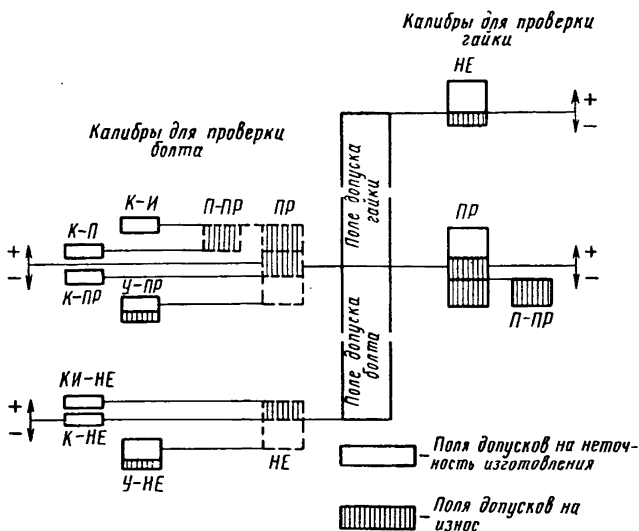 Калибры для проверки
гайки
НЕ
+
−
Калибры для проверки
болта
К-И
П-ПР
ПР
К-П
+
−
К-ПР
У-ПР
Поле допуска
гайки
ПР
+
−
П-ПР
Поле допуска
болта
КИ-НЕ
+
−
К-НЕ
У-НЕ
НЕ
- Поля допусков на неточ-
ность изготовления
- Поля допусков на
износ